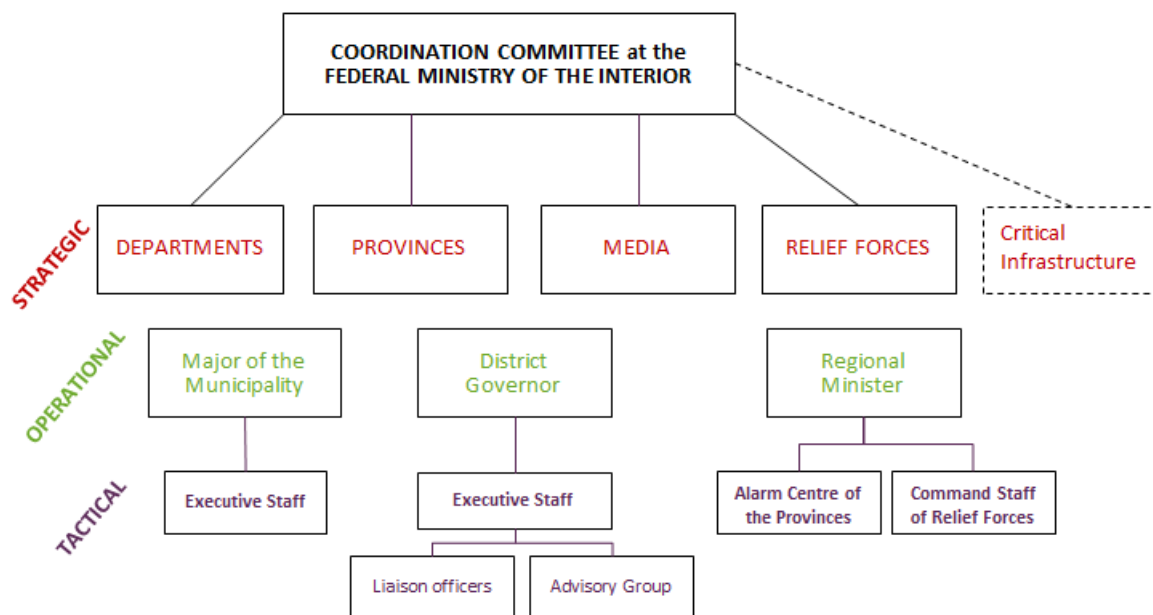 COORDINATION COMMITTEE at the
FEDERAL MINISTRY OF THE INTERIOR
STRATEGIC
DEPARTMENTS
PROVINCES
MEDIA
RELIEF FORCES
Critical
Infrastructure
OPERATIONAL
Major of the
Municipality
District
Governor
Regional
Minister
TACTICAL
Executive Staff
Executive Staff
Alarm Centre of
the Provinces
Command Staff
of Relief Forces
Liaison officers
Advisory Group